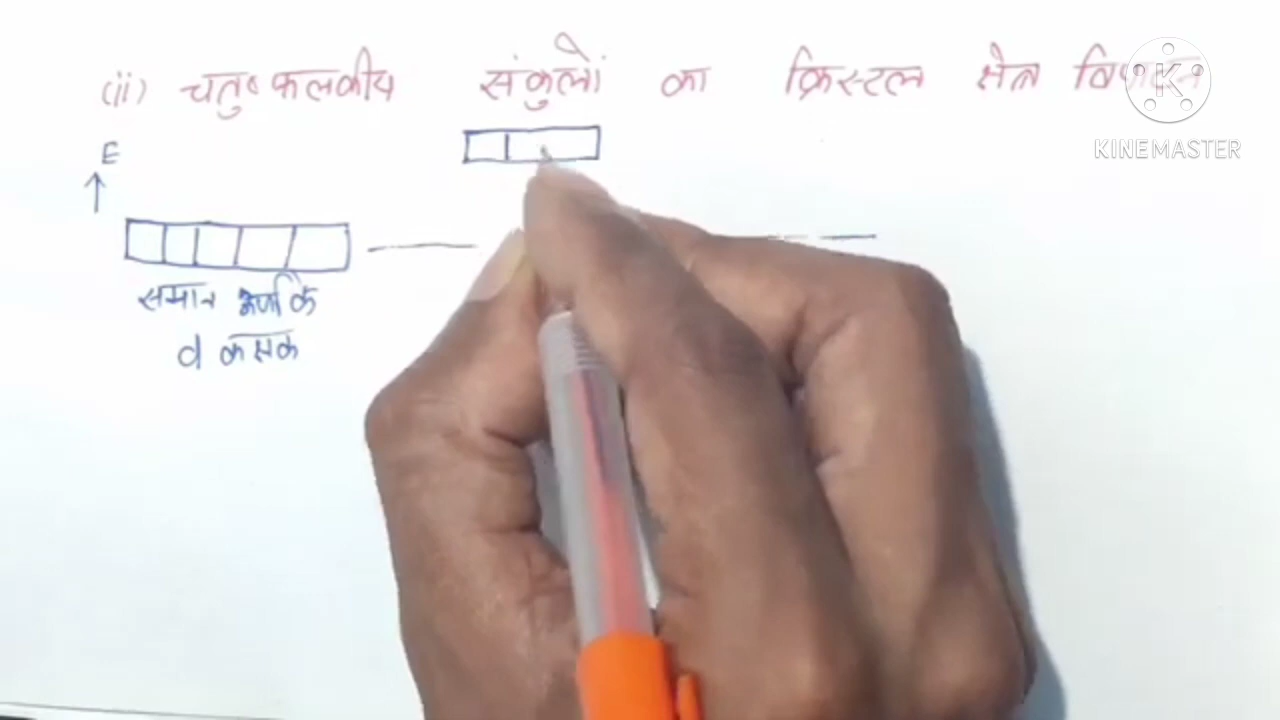 (ii) चतुष्फलकीय संकुलों का क्रिस्टल क्षेत्र
KINEMASTER
E
समान ऊर्जा के
d कक्षक